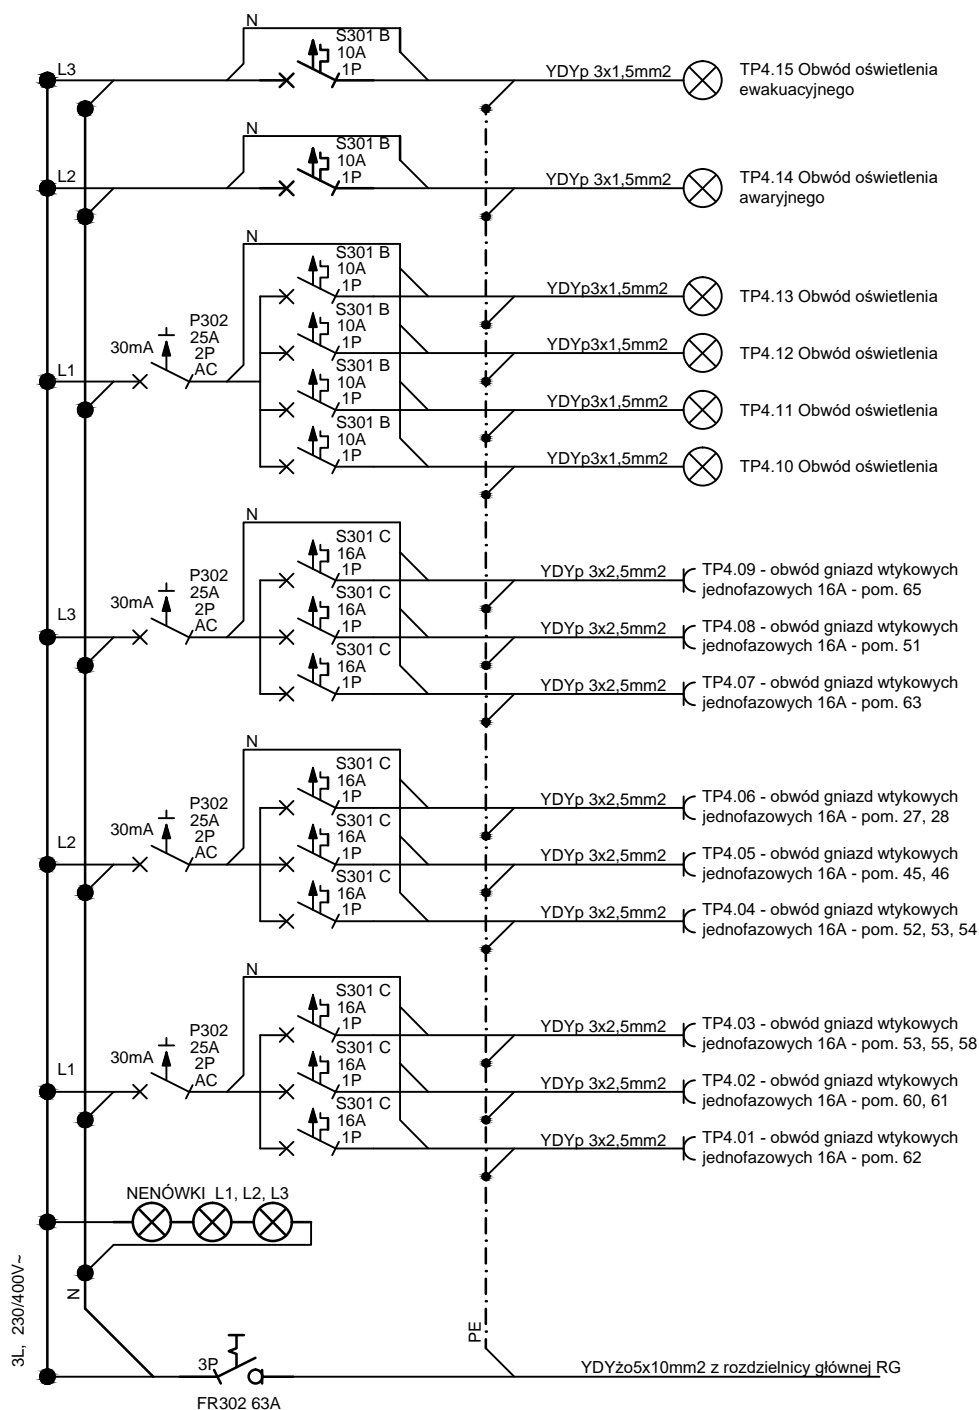 N
S301 B
10A
1P
L3
YDYp 3x1,5mm2
TP4.15 Obwód oświetlenia
ewakuacyjnego
N
S301 B
10A
1P
L2
YDYp 3x1,5mm2
TP4.14 Obwód oświetlenia
awaryjnego
N
S301 B
10A
1P
YDYp3x1,5mm2
TP4.13 Obwód oświetlenia
S301 B
10A
1P
YDYp3x1,5mm2
TP4.12 Obwód oświetlenia
30mA
P302
25A
2P
AC
L1
S301 B
10A
1P
YDYp3x1,5mm2
TP4.11 Obwód oświetlenia
S301 B
10A
1P
YDYp3x1,5mm2
TP4.10 Obwód oświetlenia
N
S301 C
16A
1P
YDYp 3x2,5mm2
TP4.09 - obwód gniazd wtykowych
jednofazowych 16A - pom. 65
30mA
P302
25A
2P
AC
L3
S301 C
16A
1P
YDYp 3x2,5mm2
TP4.08 - obwód gniazd wtykowych
jednofazowych 16A - pom. 51
S301 C
16A
1P
YDYp 3x2,5mm2
TP4.07 - obwód gniazd wtykowych
jednofazowych 16A - pom. 63
N
S301 C
16A
1P
YDYp 3x2,5mm2
TP4.06 - obwód gniazd wtykowych
jednofazowych 16A - pom. 27, 28
30mA
P302
25A
2P
AC
L2
S301 C
16A
1P
YDYp 3x2,5mm2
TP4.05 - obwód gniazd wtykowych
jednofazowych 16A - pom. 45, 46
S301 C
16A
1P
YDYp 3x2,5mm2
TP4.04 - obwód gniazd wtykowych
jednofazowych 16A - pom. 52, 53, 54
N
S301 C
16A
1P
YDYp 3x2,5mm2
TP4.03 - obwód gniazd wtykowych
jednofazowych 16A - pom. 53, 55, 58
30mA
P302
25A
2P
AC
L1
S301 C
16A
1P
YDYp 3x2,5mm2
TP4.02 - obwód gniazd wtykowych
jednofazowych 16A - pom. 60, 61
S301 C
16A
1P
YDYp 3x2,5mm2
TP4.01 - obwód gniazd wtykowych
jednofazowych 16A - pom. 62
NENÓWKI L1, L2, L3
3L, 230/400V~
N
PE
3P
FR302 63A
YDYżo5x10mm2 z rozdzielnicy głównej RG